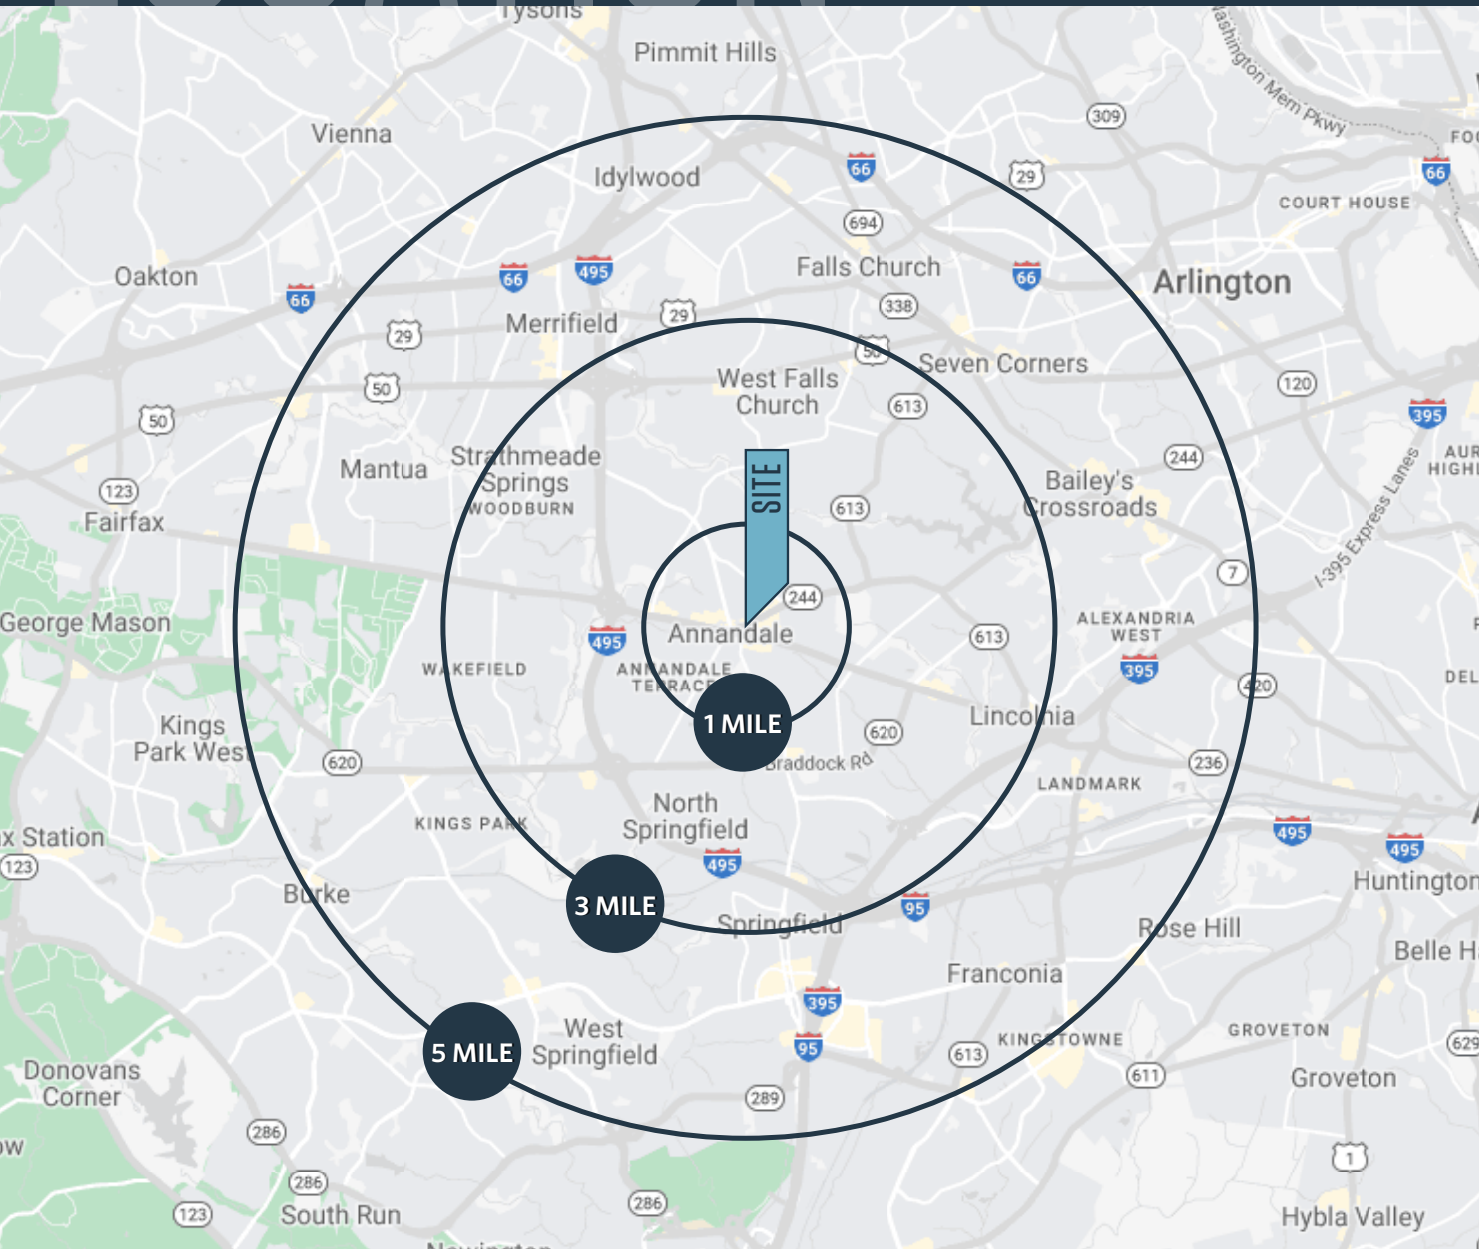 Tysons
Pimmit Hills
Washington Mem Pkwy
309
Vienna
66
29
66
Idylwood
COURT HOUSE
694
Falls Church
Oakton
66
66
495
66
Arlington
338
29
29
Merrifield
50
Seven Corners
50
West Falls
Church
120
613
50
395
244
Strathmeade
Springs
WOODBURN
Mantua
SITE
Bailey's
Crossroads
123
Fairfax
613
I-395 Express Lanes
7
244
George Mason
Annandale
613
ALEXANDRIA
WEST
495
WAKEFIELD
ANNANDALE
TERRACE
395
420
Kings
Park West
Lincolnia
1 MILE
620
620
Braddock Rd
236
LANDMARK
North
Springfield
KINGS PARK
x Station
495
495
495
123
Burke
Huntington
3 MILE
95
Springfield
Rose Hill
Belle H
Franconia
395
West
Springfield
95
5 MILE
613
KINGSTOWNE
GROVETON
629
Donovans
Corner
611
Groveton
289
286
ow
1
286
286
123
South Run
Hybla Valley